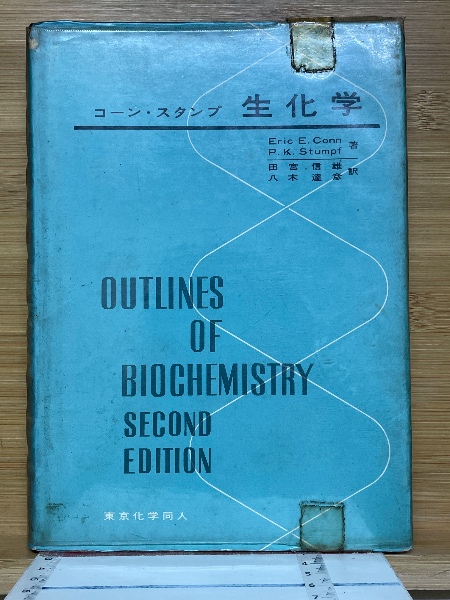 コーン・スタンプ 生化学
Eric E. Conn
P. K. Stumpf 著
田宮信雄
八木達彦 訳
OUTLINES
OF
BIOCHEMISTRY
SECOND
EDITION
東京化学同人